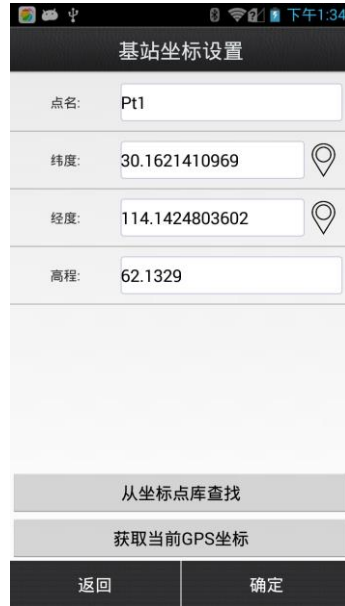 下午1:34
基站坐标设置
点名: Pt1
纬度: 30.1621410969
经度: 114.1424803602
高程: 62.1329
从坐标点库查找
获取当前GPS坐标
返回 确定